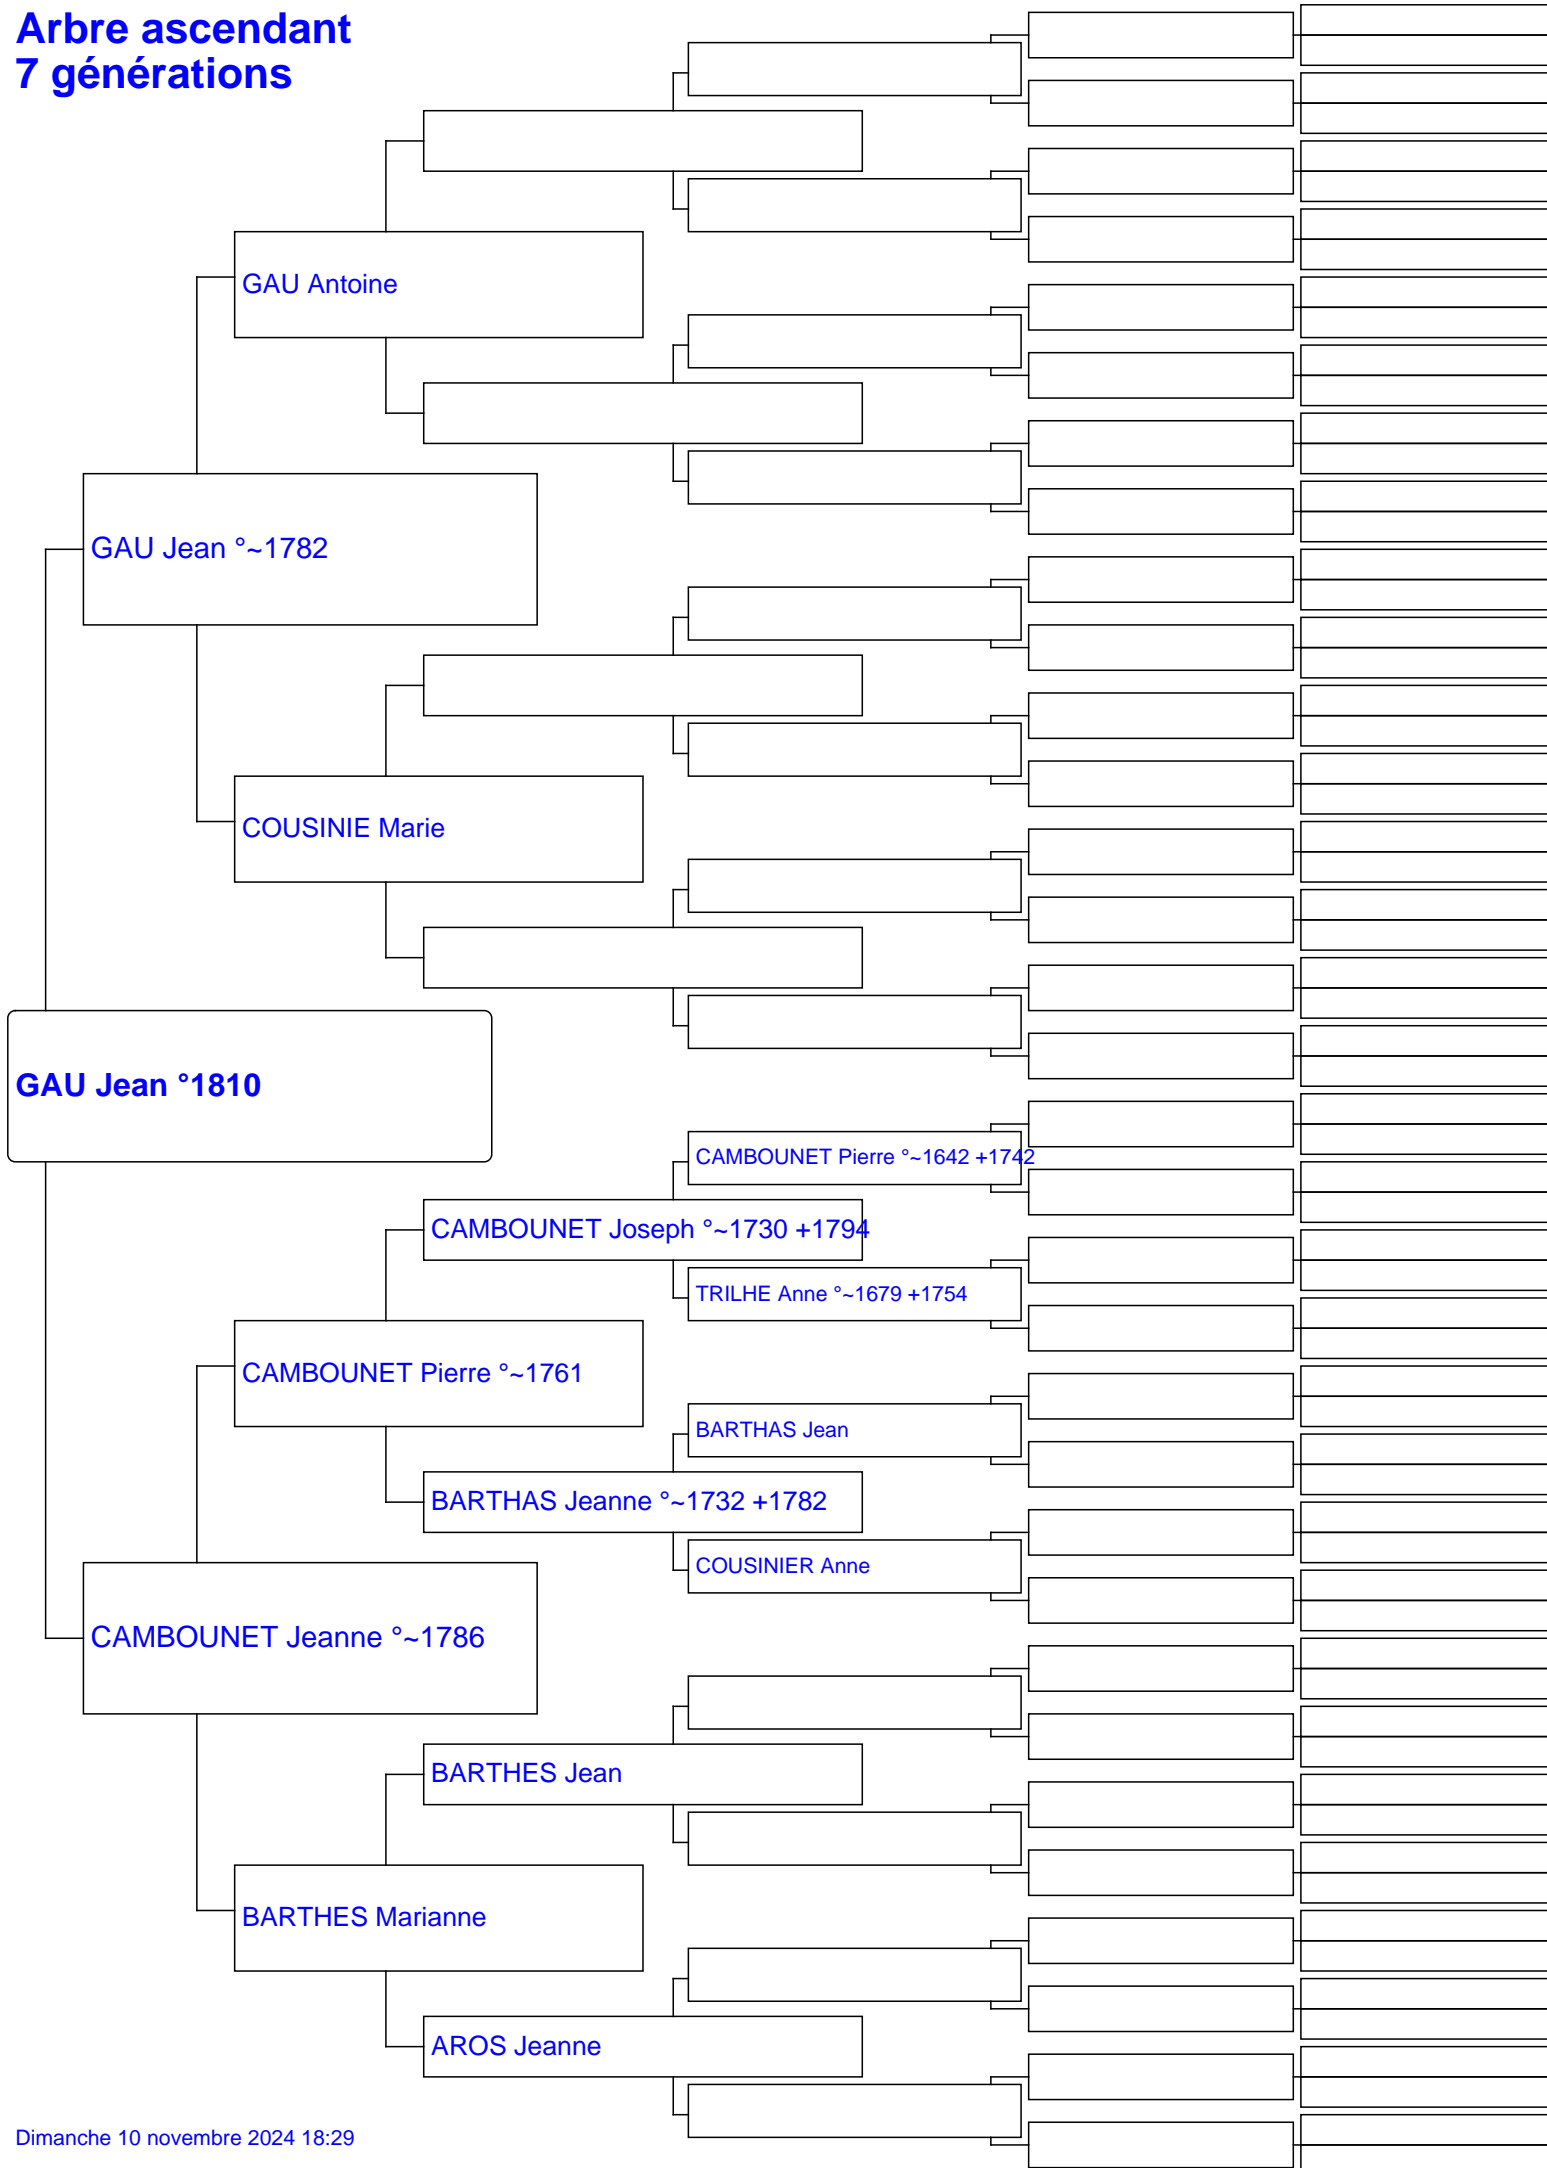 Arbre ascendant
7 générations
GAU Antoine
GAU Jean °~1782
COUSINIE Marie
GAU Jean °1810
CAMBOUNET Pierre °~1642 +1742
CAMBOUNET Joseph °~1730 +1794
TRILHE Anne °~1679 +1754
CAMBOUNET Pierre °~1761
BARTHAS Jean
BARTHAS Jeanne °~1732 +1782
COUSINIER Anne
CAMBOUNET Jeanne °~1786
BARTHES Jean
BARTHES Marianne
AROS Jeanne
Dimanche 10 novembre 2024 18:29